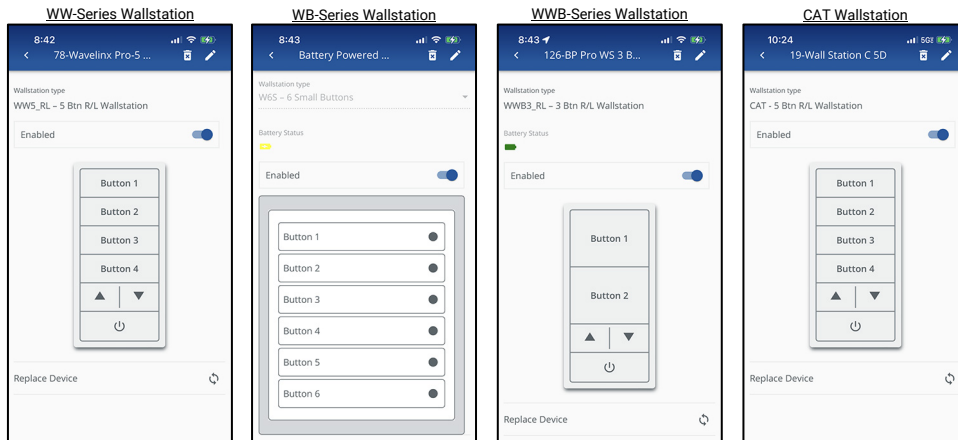 WW-Series Wallstation
8:42
78-Wavelinx Pro-5 ...
Wallstation type
WW5_RL – 5 Btn R/L Wallstation
Enabled
Button 1
Button 2
Button 3
Button 4
Replace Device
WB-Series Wallstation
8:43
Battery Powered ...
Wallstation type
W6S – 6 Small Buttons
Battery Status
Enabled
Button 1
Button 2
Button 3
Button 4
Button 5
Button 6
WWB-Series Wallstation
8:43
126-BP Pro WS 3 B...
Wallstation type
WWB3_RL – 3 Btn R/L Wallstation
Battery Status
Enabled
Button 1
Button 2
Replace Device
CAT Wallstation
10:24
5GE
19-Wall Station C 5D
Wallstation type
CAT - 5 Btn R/L Wallstation
Enabled
Button 1
Button 2
Button 3
Button 4
Replace Device